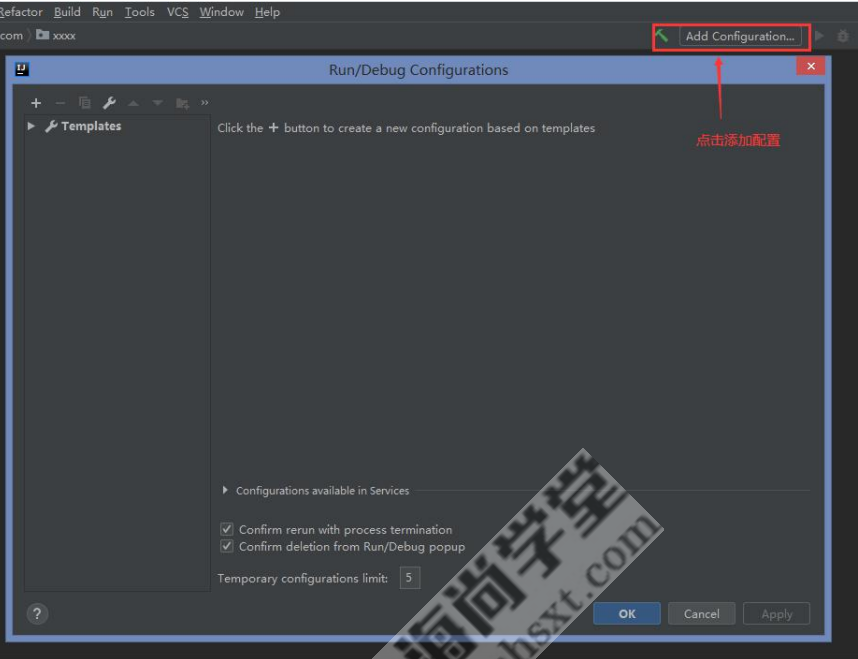 Refactor Build Run Tools VCS Window Help
com xxxx
Add Configuration...
Run/Debug Configurations
Templates
Click the + button to create a new configuration based on templates
点击添加配置
Configurations available in Services
Confirm rerun with process termination
Confirm deletion from Run/Debug popup
Temporary configurations limit: 5
? OK Cancel Apply
海尚学堂
hsxt.com